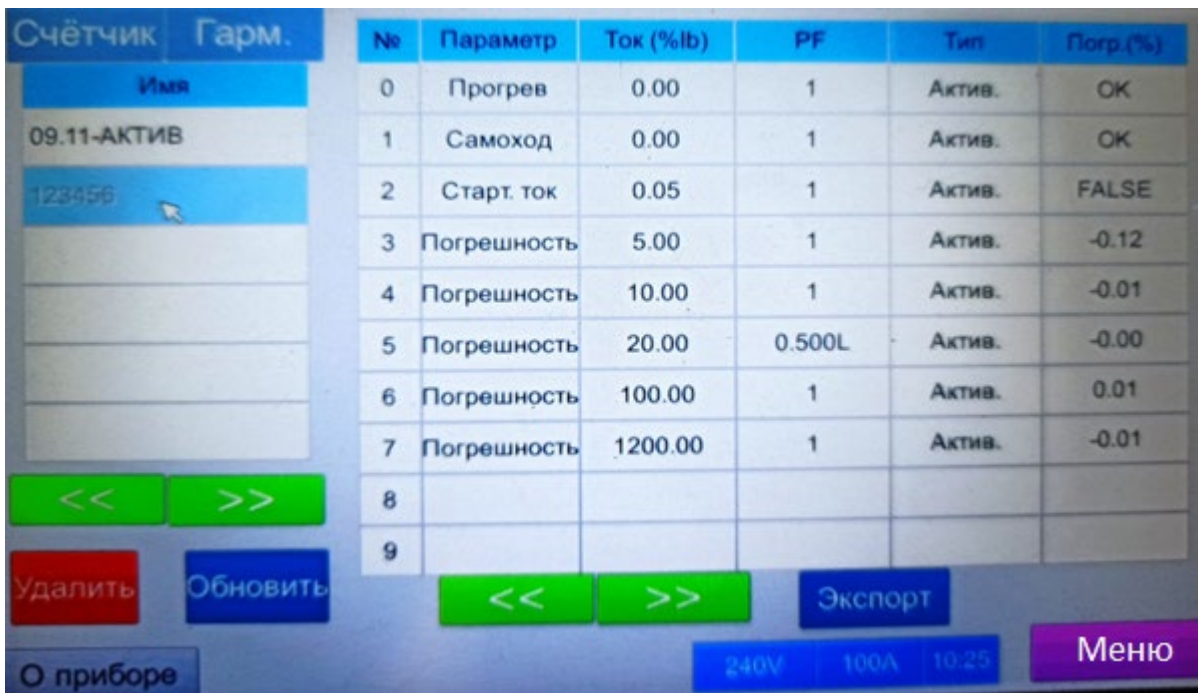 Счётчик Гарм.
Имя
09.11-АКТИВ
123456
<< >>
Удалить Обновить
О приборе
№ Параметр Ток (%Ib) PF Тип Погр.(%)
0 Прогрев 0.00 1 Актив. OK
1 Самоход 0.00 1 Актив. OK
2 Старт. ток 0.05 1 Актив. FALSE
3 Погрешность 5.00 1 Актив. -0.12
4 Погрешность 10.00 1 Актив. -0.01
5 Погрешность 20.00 0.500L Актив. -0.00
6 Погрешность 100.00 1 Актив. 0.01
7 Погрешность 1200.00 1 Актив. -0.01
8
9
<< >> Экспорт
240V 100A 10:25 Меню